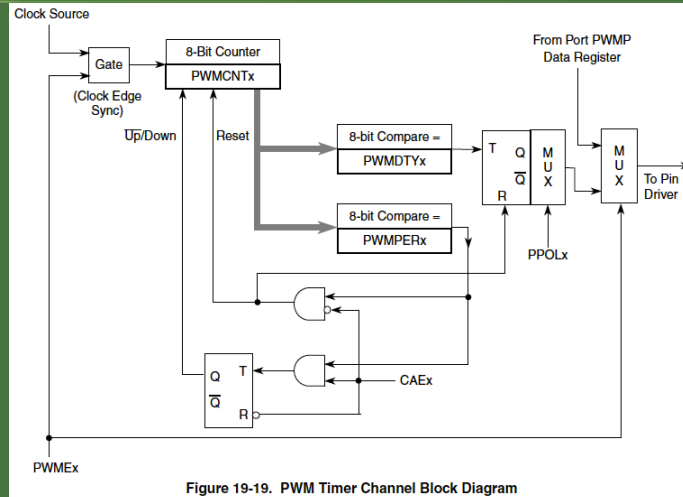 Clock Source
Gate
(Clock Edge
Sync)
8-Bit Counter
PWMCNTx
From Port PWMP
Data Register
U̅p̅/Down
Reset
8-bit Compare =
PWMDTYx
T
Q
Q̅
R
M
U
X
M
U
X
To Pin
Driver
8-bit Compare =
PWMPERx
PPOLx
Q
T
Q̅
R
CAEx
PWMEx
Figure 19-19. PWM Timer Channel Block Diagram